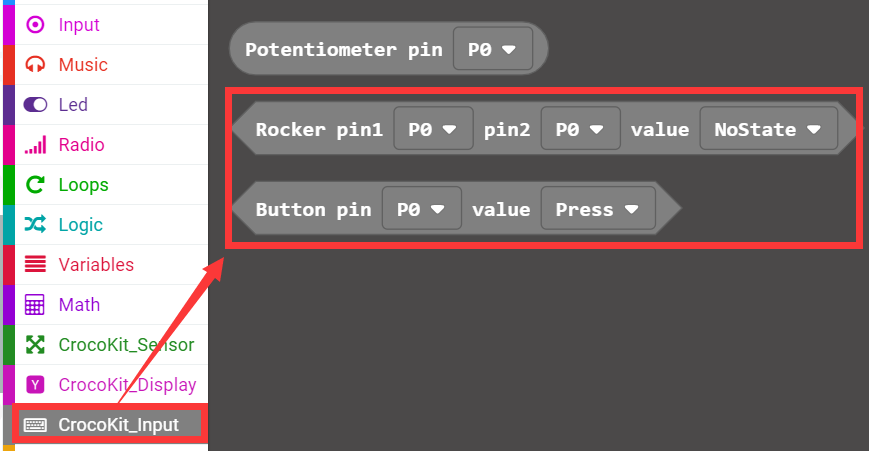 Input
Music
Led
Radio
Loops
Logic
Variables
Math
CrocoKit_Sensor
CrocoKit_Display
Y
CrocoKit_Input
Potentiometer pin P0
Rocker pin1 P0 pin2 P0 value NoState
Button pin P0 value Press